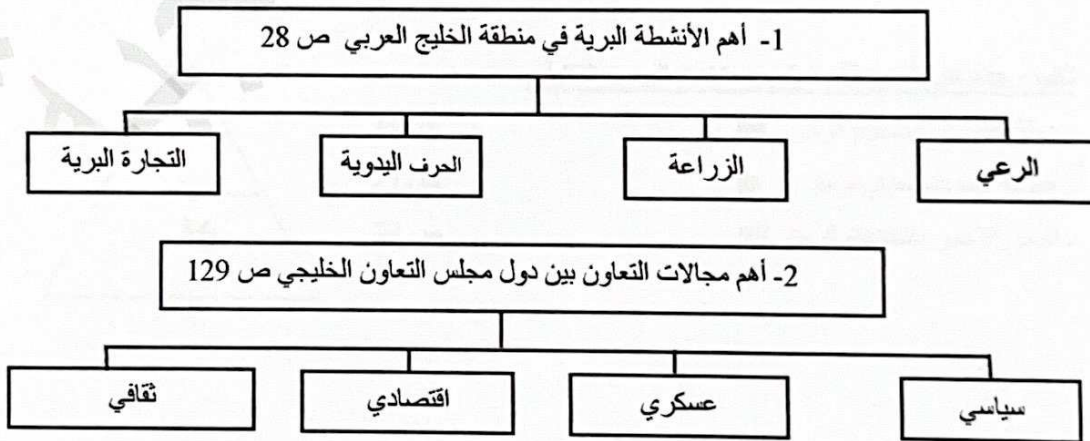 1- أهم الأنشطة البرية في منطقة الخليج العربي ص 28
الرعي
الزراعة
الحرف اليدوية
التجارة البرية
2- أهم مجالات التعاون بين دول مجلس التعاون الخليجي ص 129
سياسي
عسكري
اقتصادي
ثقافي